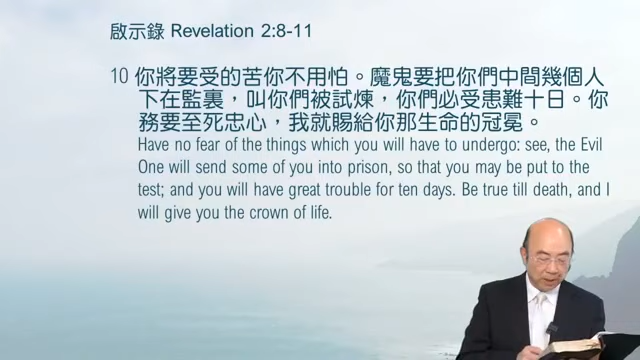 啟示錄 Revelation 2:8-11
10 你將要受的苦你不用怕。魔鬼要把你們中間幾個人
下在監裏，叫你們被試煉，你們必受患難十日。你
務要至死忠心，我就賜給你那生命的冠冕。
Have no fear of the things which you will have to undergo: see, the Evil
One will send some of you into prison, so that you may be put to the
test; and you will have great trouble for ten days. Be true till death, and I
will give you the crown of life.